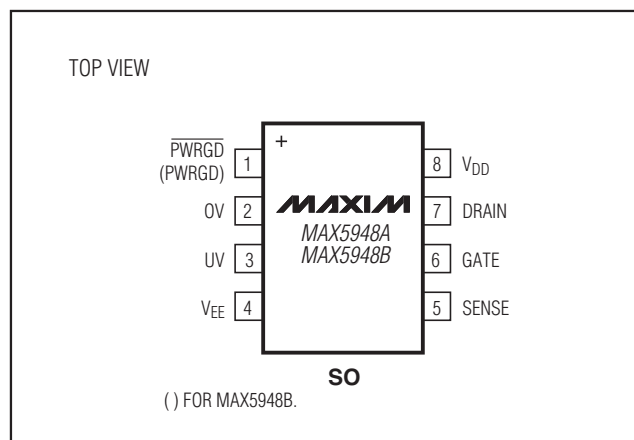 TOP VIEW
+
P̅W̅R̅G̅D̅ 1 8 VDD
(PWRGD)
OV 2 MAXIM 7 DRAIN
MAX5948A
MAX5948B
UV 3 6 GATE
VEE 4 5 SENSE
SO
( ) FOR MAX5948B.